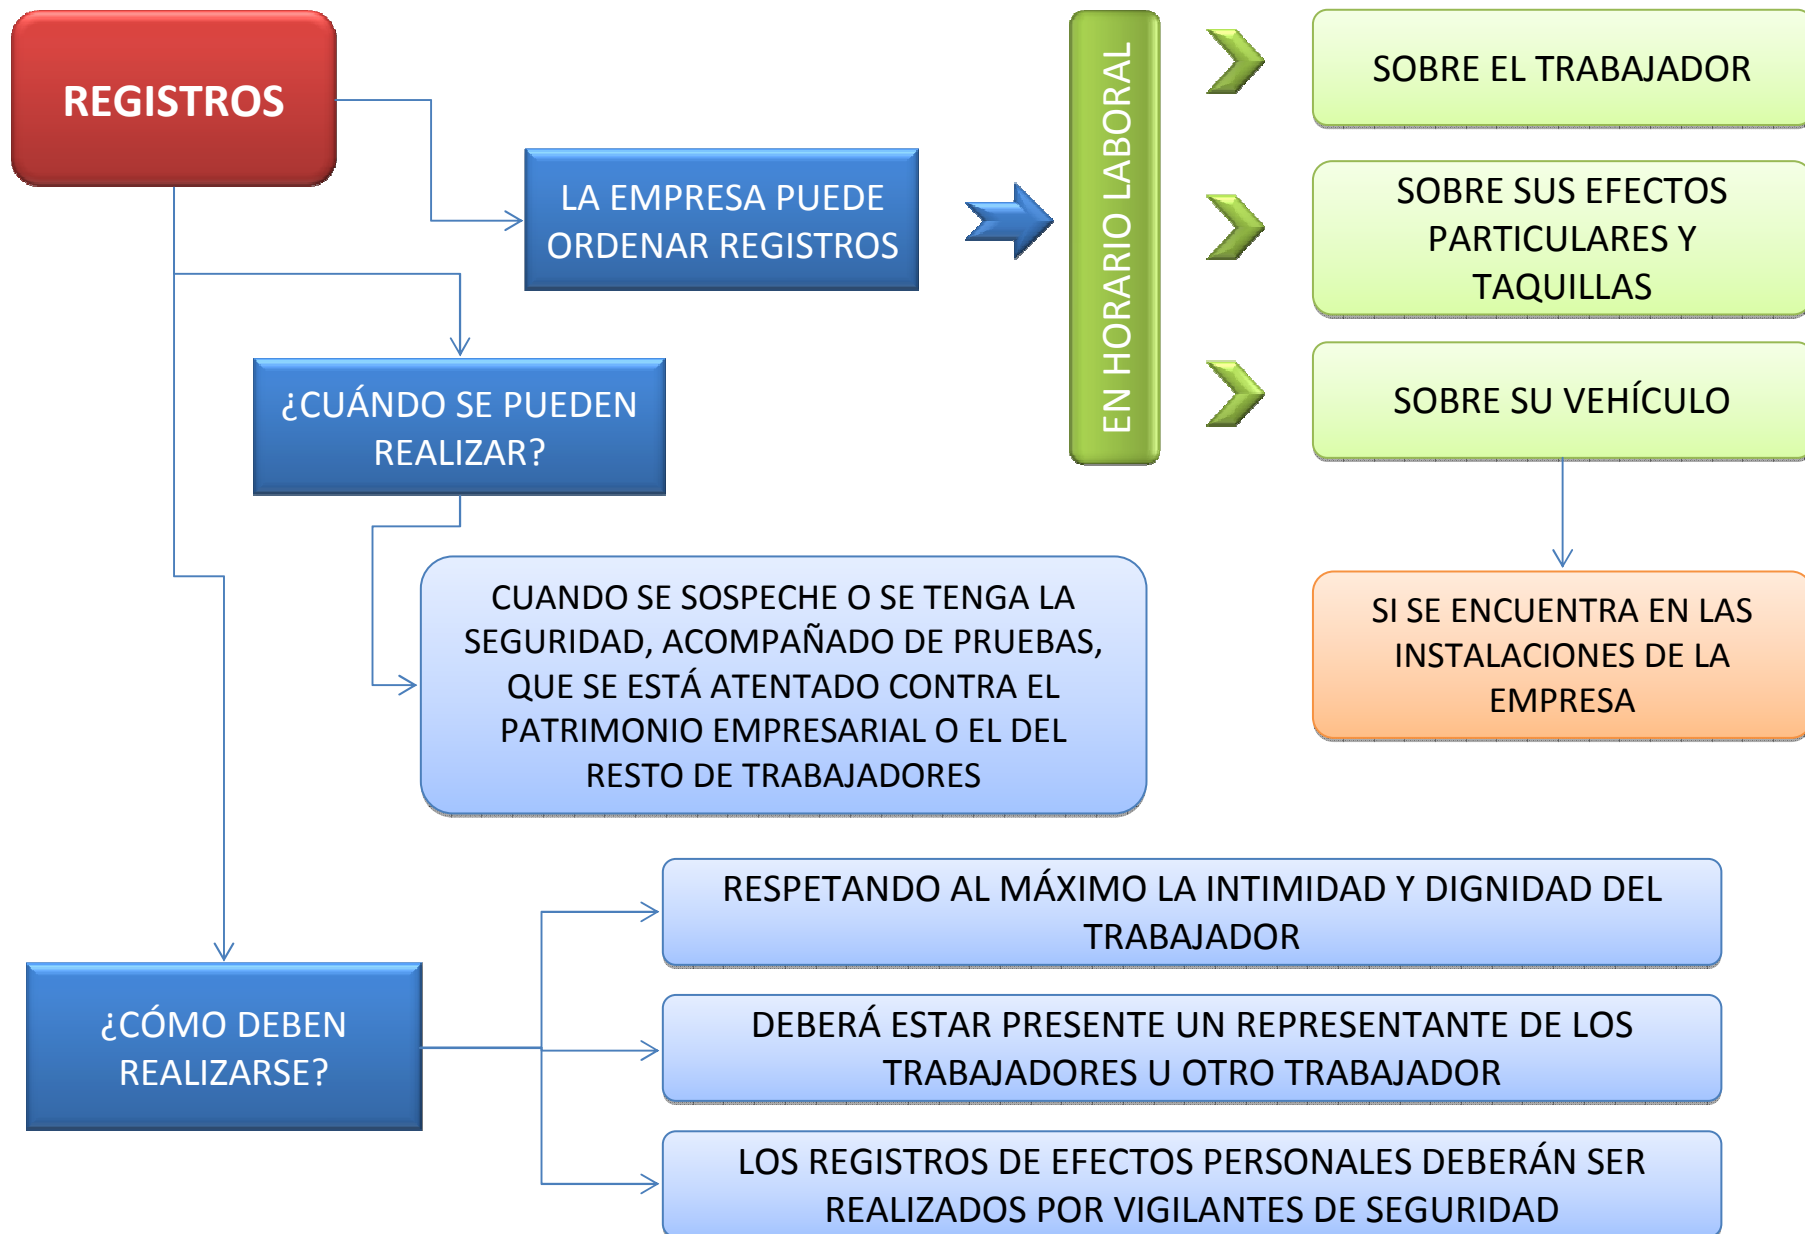 REGISTROS
LA EMPRESA PUEDE
ORDENAR REGISTROS
EN HORARIO LABORAL
SOBRE EL TRABAJADOR
SOBRE SUS EFECTOS
PARTICULARES Y
TAQUILLAS
SOBRE SU VEHÍCULO
SI SE ENCUENTRA EN LAS
INSTALACIONES DE LA
EMPRESA
¿CUÁNDO SE PUEDEN
REALIZAR?
CUANDO SE SOSPECHE O SE TENGA LA
SEGURIDAD, ACOMPAÑADO DE PRUEBAS,
QUE SE ESTÁ ATENTADO CONTRA EL
PATRIMONIO EMPRESARIAL O EL DEL
RESTO DE TRABAJADORES
¿CÓMO DEBEN
REALIZARSE?
RESPETANDO AL MÁXIMO LA INTIMIDAD Y DIGNIDAD DEL
TRABAJADOR
DEBERÁ ESTAR PRESENTE UN REPRESENTANTE DE LOS
TRABAJADORES U OTRO TRABAJADOR
LOS REGISTROS DE EFECTOS PERSONALES DEBERÁN SER
REALIZADOS POR VIGILANTES DE SEGURIDAD